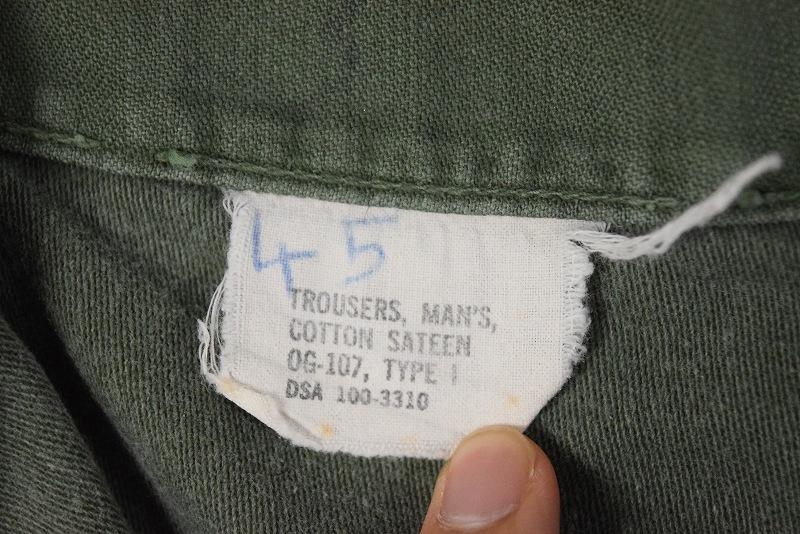 45
TROUSERS, MAN'S,
COTTON SATEEN
OG-107, TYPE I
DSA 100-3310